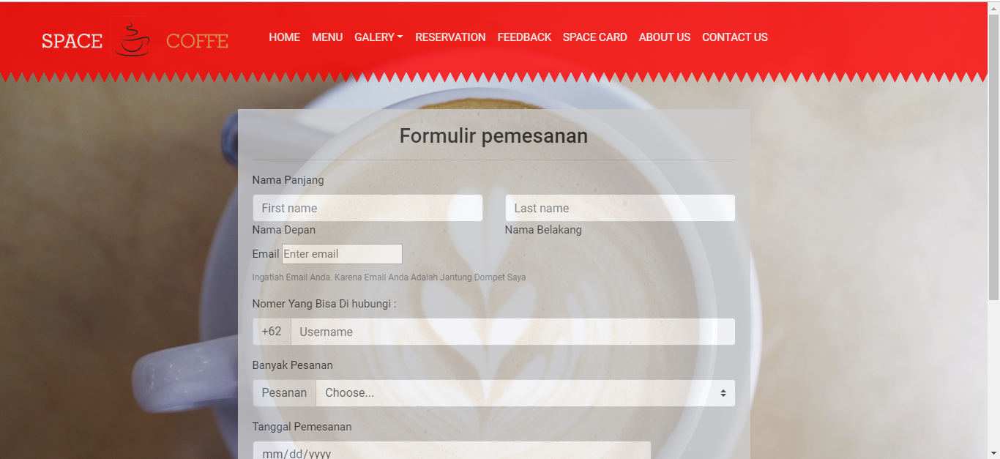 SPACE COFFE HOME MENU GALERY RESERVATION FEEDBACK SPACE CARD ABOUT US CONTACT US
Formulir pemesanan
Nama Panjang
First name Last name
Nama Depan Nama Belakang
Email Enter email
Ingatlah Email Anda. Karena Email Anda Adalah Jantung Dompet Saya
Nomer Yang Bisa Di hubungi :
+62 Username
Banyak Pesanan
Pesanan Choose...
Tanggal Pemesanan
mm/dd/yyyy